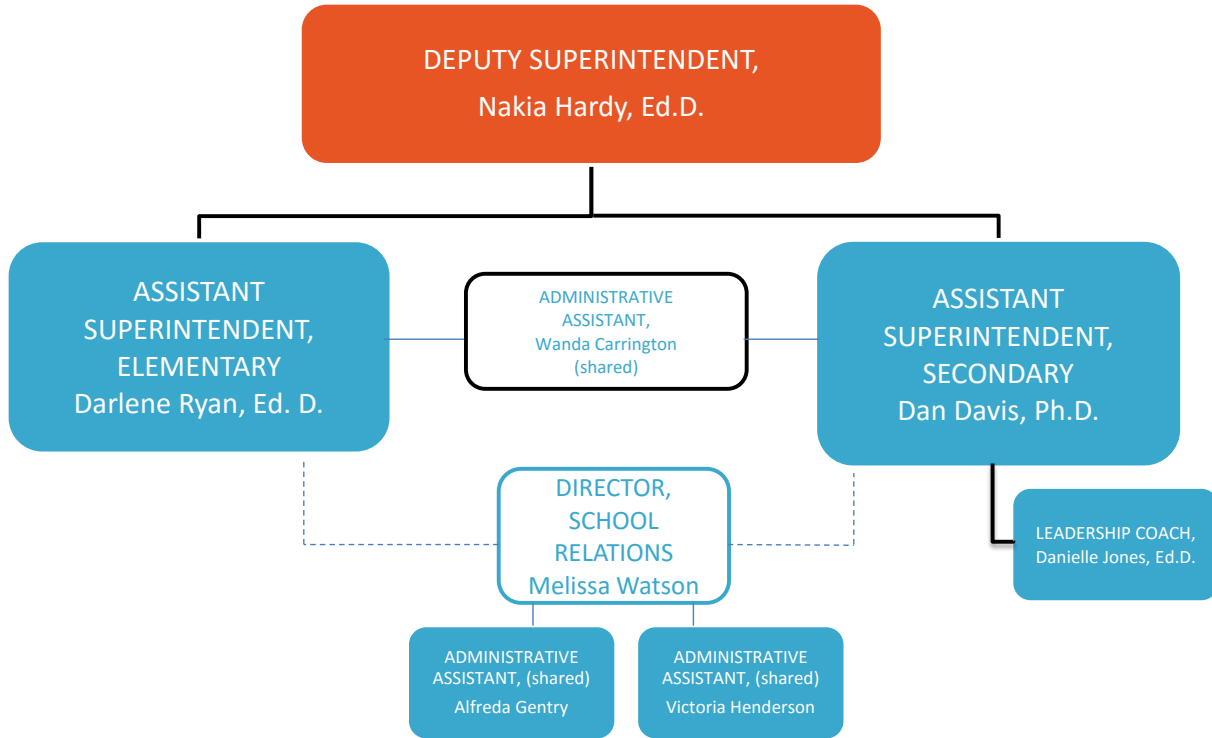 DEPUTY SUPERINTENDENT,
Nakia Hardy, Ed.D.
ASSISTANT
SUPERINTENDENT,
ELEMENTARY
Darlene Ryan, Ed. D.
ADMINISTRATIVE
ASSISTANT,
Wanda Carrington
(shared)
ASSISTANT
SUPERINTENDENT,
SECONDARY
Dan Davis, Ph.D.
DIRECTOR,
SCHOOL
RELATIONS
Melissa Watson
LEADERSHIP COACH,
Danielle Jones, Ed.D.
ADMINISTRATIVE
ASSISTANT, (shared)
Alfreda Gentry
ADMINISTRATIVE
ASSISTANT, (shared)
Victoria Henderson